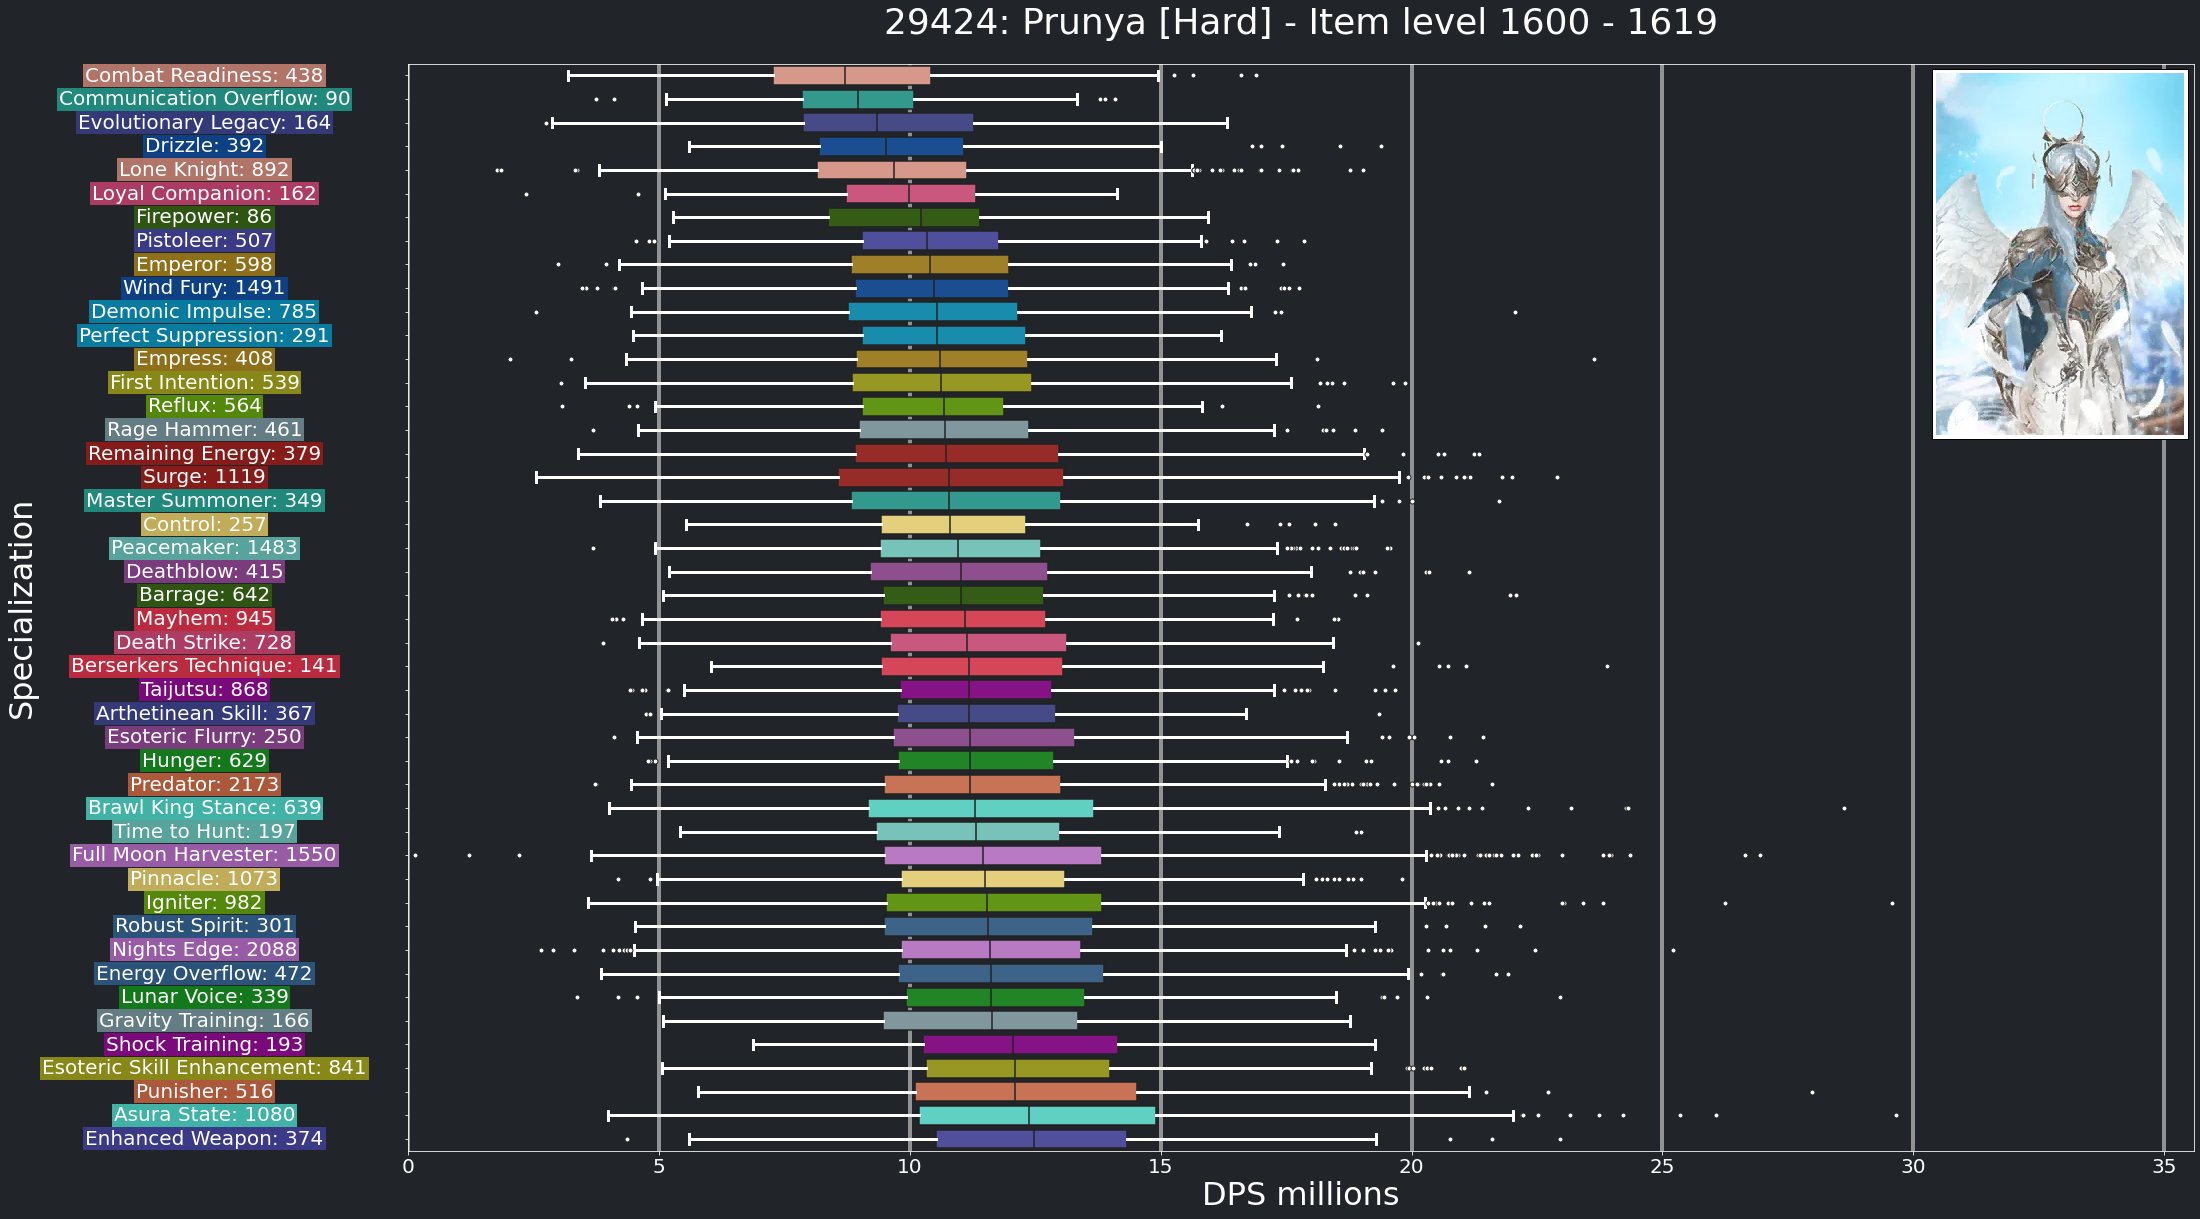 29424: Prunya [Hard] - Item level 1600 - 1619
Combat Readiness: 438
Communication Overflow: 90
Evolutionary Legacy: 164
Drizzle: 392
Lone Knight: 892
Loyal Companion: 162
Firepower: 86
Pistoleer: 507
Emperor: 598
Wind Fury: 1491
Demonic Impulse: 785
Perfect Suppression: 291
Empress: 408
First Intention: 539
Reflux: 564
Rage Hammer: 461
Remaining Energy: 379
Surge: 1119
Master Summoner: 349
Control: 257
Peacemaker: 1483
Deathblow: 415
Barrage: 642
Mayhem: 945
Death Strike: 728
Berserkers Technique: 141
Taijutsu: 868
Arthetinean Skill: 367
Esoteric Flurry: 250
Hunger: 629
Predator: 2173
Brawl King Stance: 639
Time to Hunt: 197
Full Moon Harvester: 1550
Pinnacle: 1073
Igniter: 982
Robust Spirit: 301
Nights Edge: 2088
Energy Overflow: 472
Lunar Voice: 339
Gravity Training: 166
Shock Training: 193
Esoteric Skill Enhancement: 841
Punisher: 516
Asura State: 1080
Enhanced Weapon: 374
Specialization
0 5 10 15 20 25 30 35
DPS millions